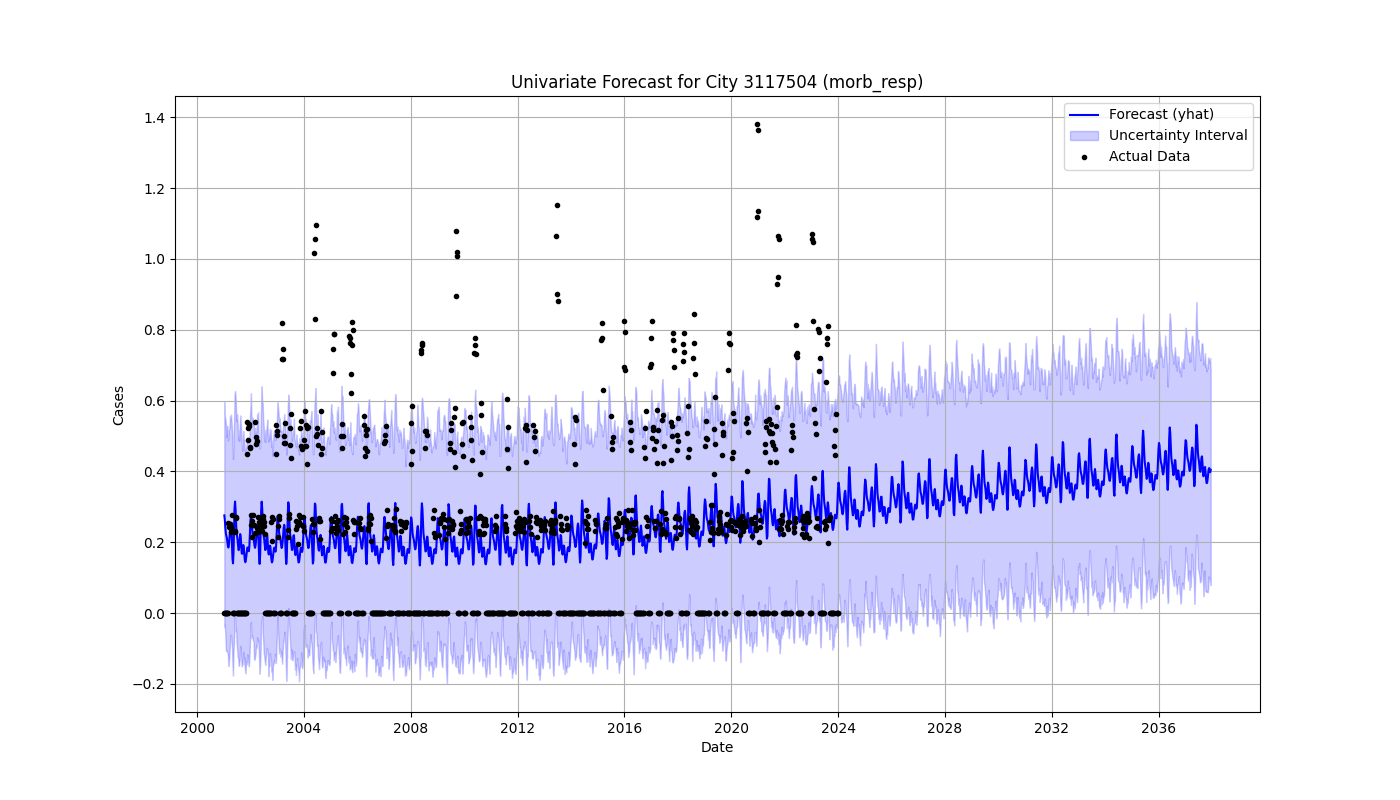 Univariate Forecast for City 3117504 (morb_resp)
Forecast (yhat)
Uncertainty Interval
Actual Data
1.4
1.2
1.0
0.8
0.6
0.4
0.2
0.0
−0.2
Cases
2000 2004 2008 2012 2016 2020 2024 2028 2032 2036
Date